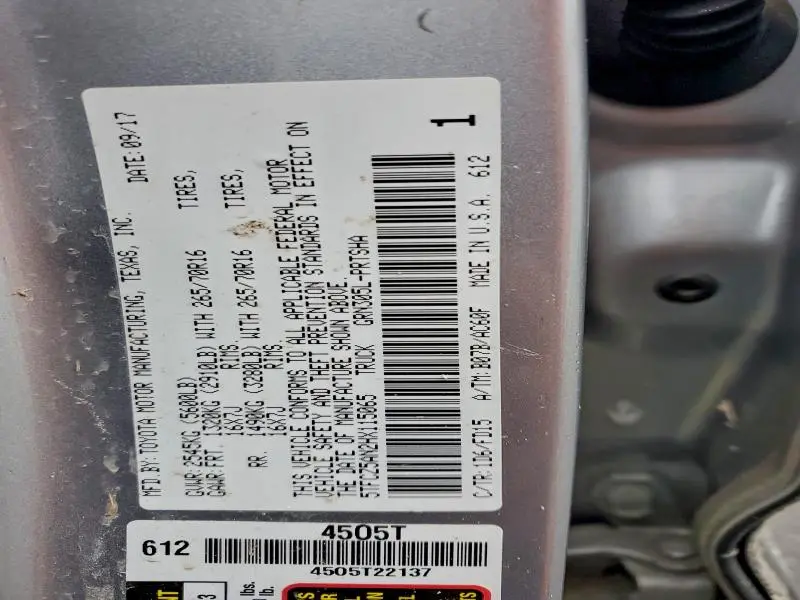 MFD. BY: TOYOTA MOTOR MANUFACTURING, TEXAS, INC. DATE: 09/17
GVWR: 2545KG (5600LB)
GAWR: FRT. 1320KG (2910LB) WITH 265/70R16 TIRES,
16X7J RIMS.
RR. 1490KG (3280LB) WITH 265/70R16 TIRES,
16X7J RIMS.
THIS VEHICLE CONFORMS TO ALL APPLICABLE FEDERAL MOTOR
VEHICLE SAFETY AND THEFT PREVENTION STANDARDS IN EFFECT ON
THE DATE OF MANUFACTURE SHOWN ABOVE.
5TFCZ5AN2HX115065 TRUCK GRN305L-PRTSHA
1
C/TR: 1J6/FD15 A/TM: B07B/AC60F MADE IN U.S.A. 612
4505T
612
4505T22137